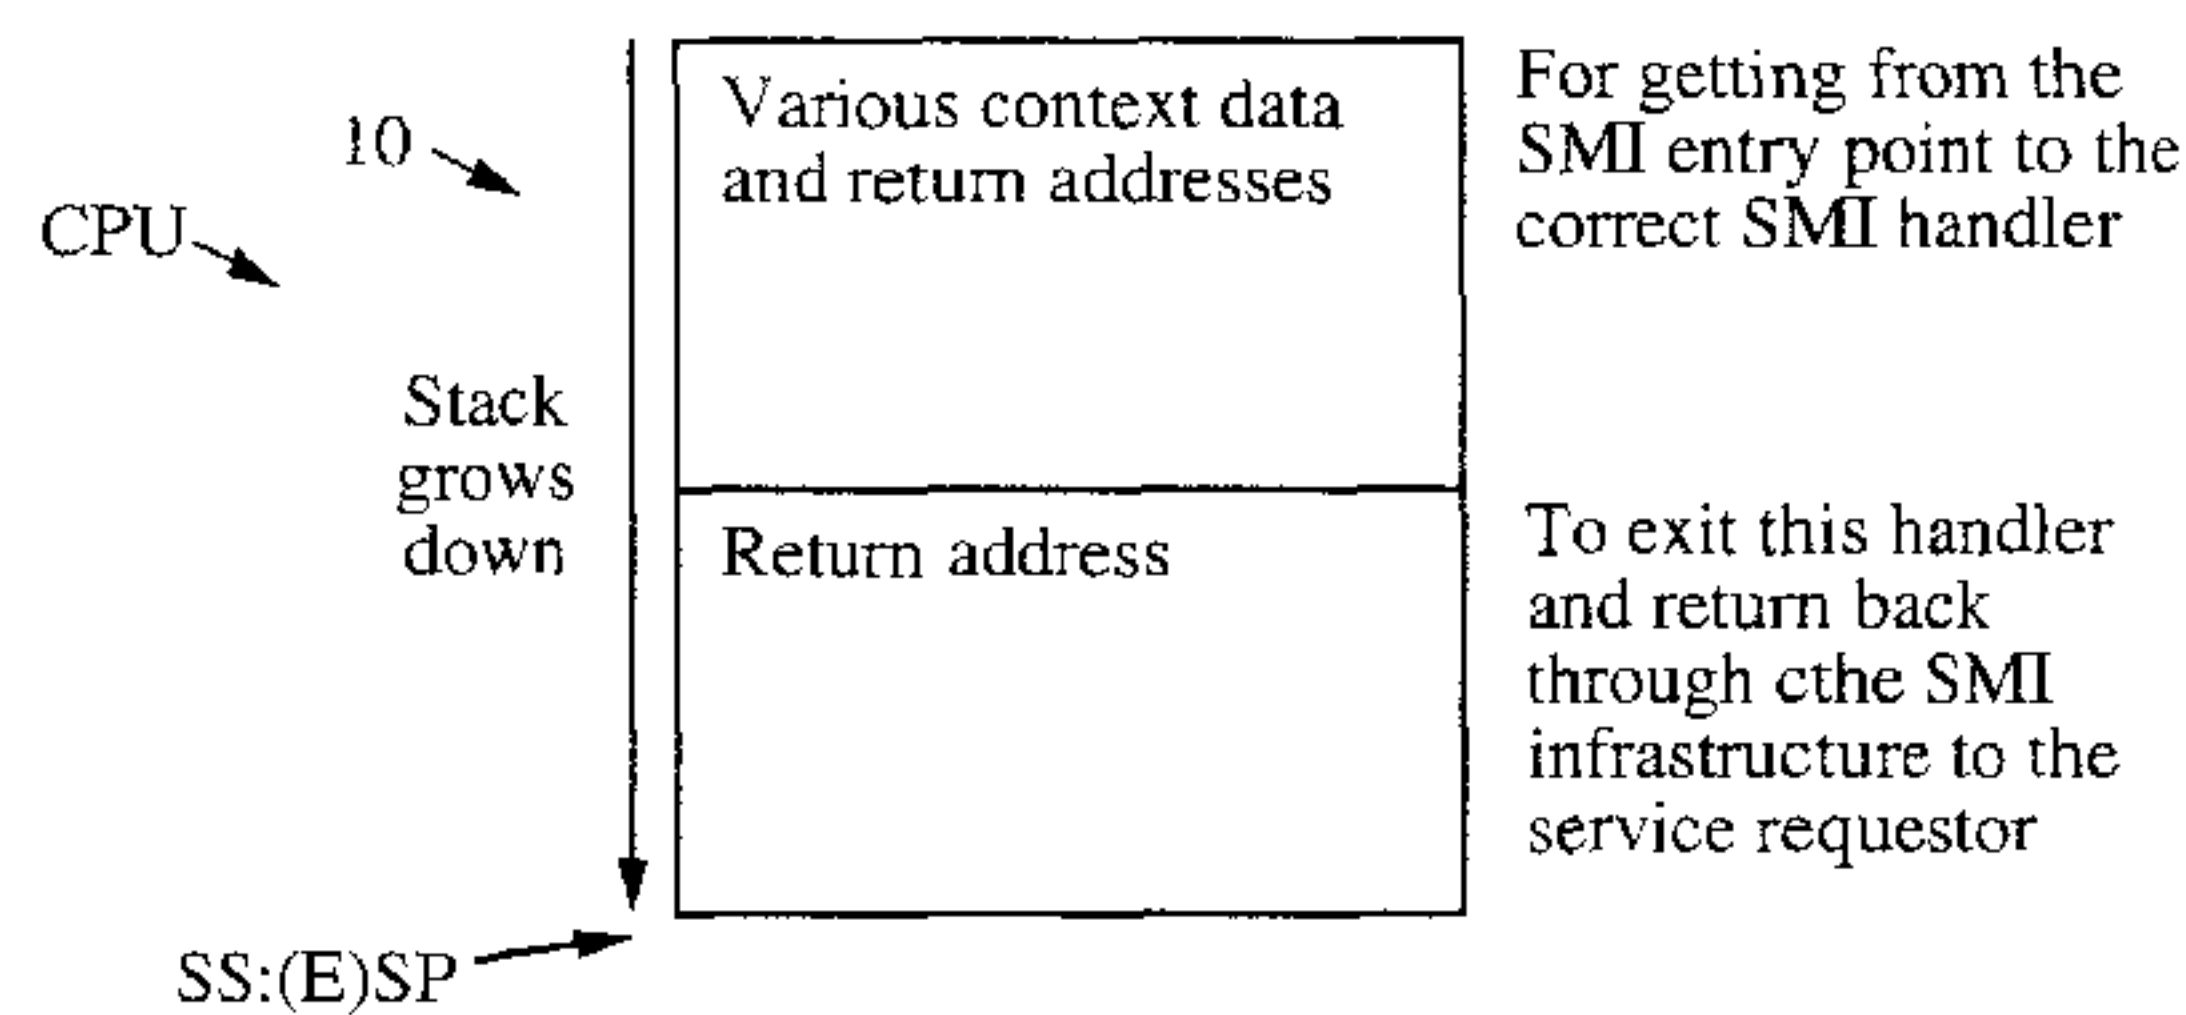 10
CPU
Stack
grows
down
SS:(E)SP
Various context data
and return addresses
Return address
For getting from the
SMI entry point to the
correct SMI handler
To exit this handler
and return back
through cthe SMI
infrastructure to the
service requestor